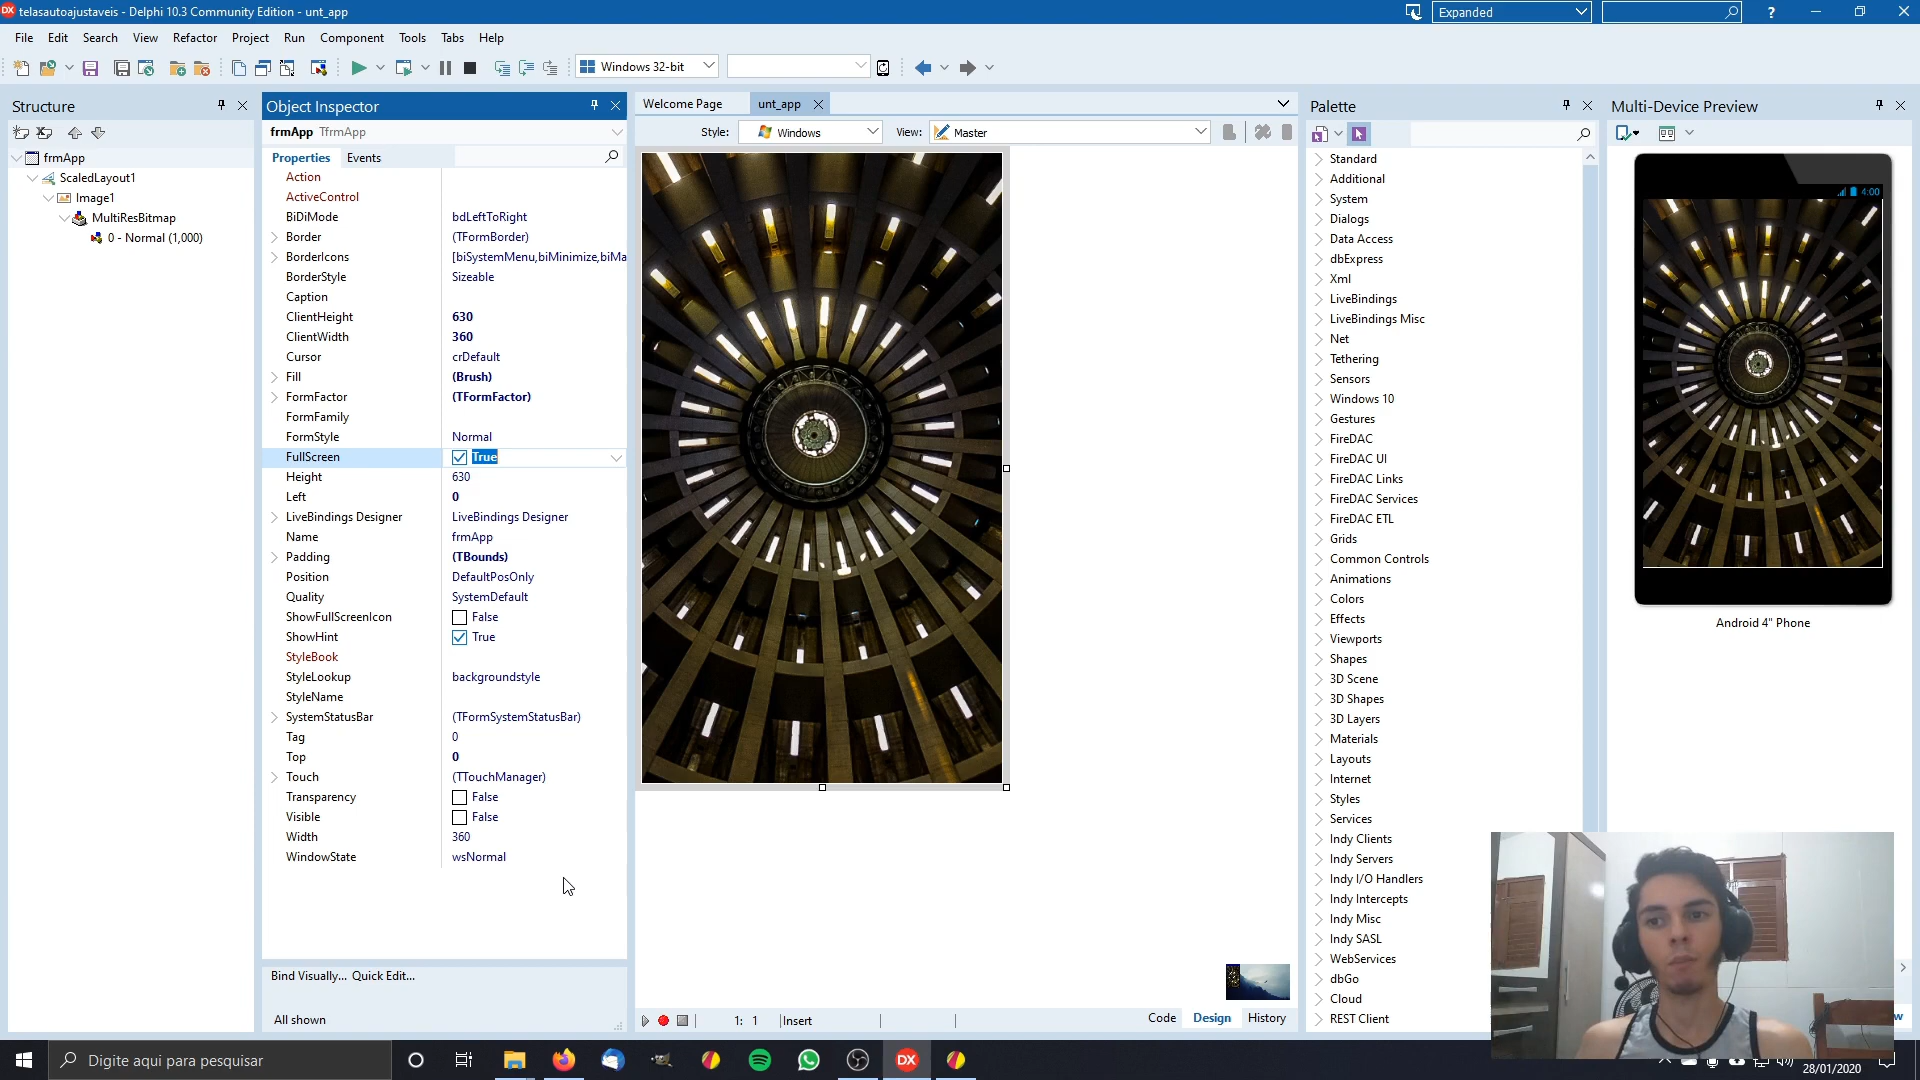 DX telasautoajustaveis - Delphi 10.3 Community Edition - unt_app
Expanded
?
File Edit Search View Refactor Project Run Component Tools Tabs Help
Windows 32-bit
Structure
frmApp
ScaledLayout1
Image1
MultiResBitmap
0 - Normal (1,000)
Object Inspector
frmApp TfrmApp
Properties Events
Action
ActiveControl
BiDiMode bdLeftToRight
Border (TFormBorder)
BorderIcons [biSystemMenu,biMinimize,biMa
BorderStyle Sizeable
Caption
ClientHeight 630
ClientWidth 360
Cursor crDefault
Fill (Brush)
FormFactor (TFormFactor)
FormFamily
FormStyle Normal
FullScreen True
Height 630
Left 0
LiveBindings Designer LiveBindings Designer
Name frmApp
Padding (TBounds)
Position DefaultPosOnly
Quality SystemDefault
ShowFullScreenIcon False
ShowHint True
StyleBook
StyleLookup backgroundstyle
StyleName
SystemStatusBar (TFormSystemStatusBar)
Tag 0
Top 0
Touch (TTouchManager)
Transparency False
Visible False
Width 360
WindowState wsNormal
Bind Visually... Quick Edit...
All shown
Welcome Page unt_app
Style: Windows View: Master
1: 1 Insert
Code Design History
Palette
Standard
Additional
System
Dialogs
Data Access
dbExpress
Xml
LiveBindings
LiveBindings Misc
Net
Tethering
Sensors
Windows 10
Gestures
FireDAC
FireDAC UI
FireDAC Links
FireDAC Services
FireDAC ETL
Grids
Common Controls
Animations
Colors
Effects
Viewports
Shapes
3D Scene
3D Shapes
3D Layers
Materials
Layouts
Internet
Styles
Services
Indy Clients
Indy Servers
Indy I/O Handlers
Indy Intercepts
Indy Misc
Indy SASL
WebServices
dbGo
Cloud
REST Client
Multi-Device Preview
4:00
Android 4" Phone
Digite aqui para pesquisar
DX
28/01/2020